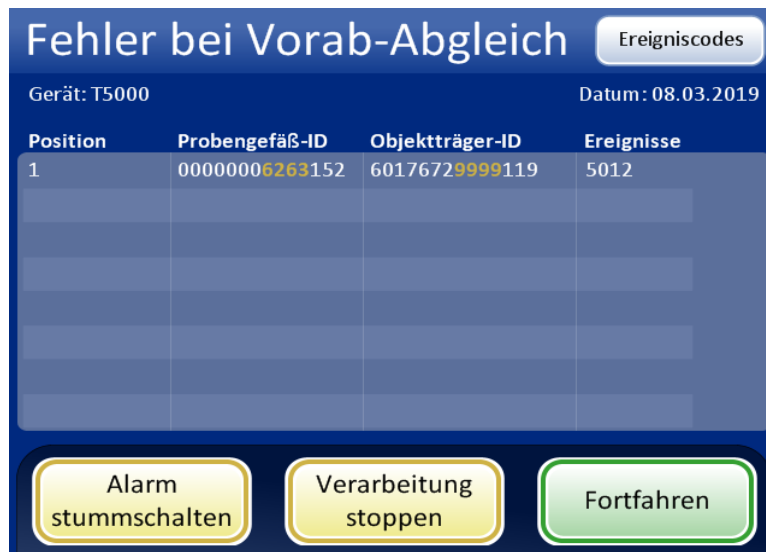 Fehler bei Vorab-Abgleich
Ereigniscodes
Gerät: T5000 Datum: 08.03.2019
Position Probengefäß-ID Objektträger-ID Ereignisse
1 00000006263152 60176729999119 5012
Alarm
stummschalten
Verarbeitung
stoppen
Fortfahren